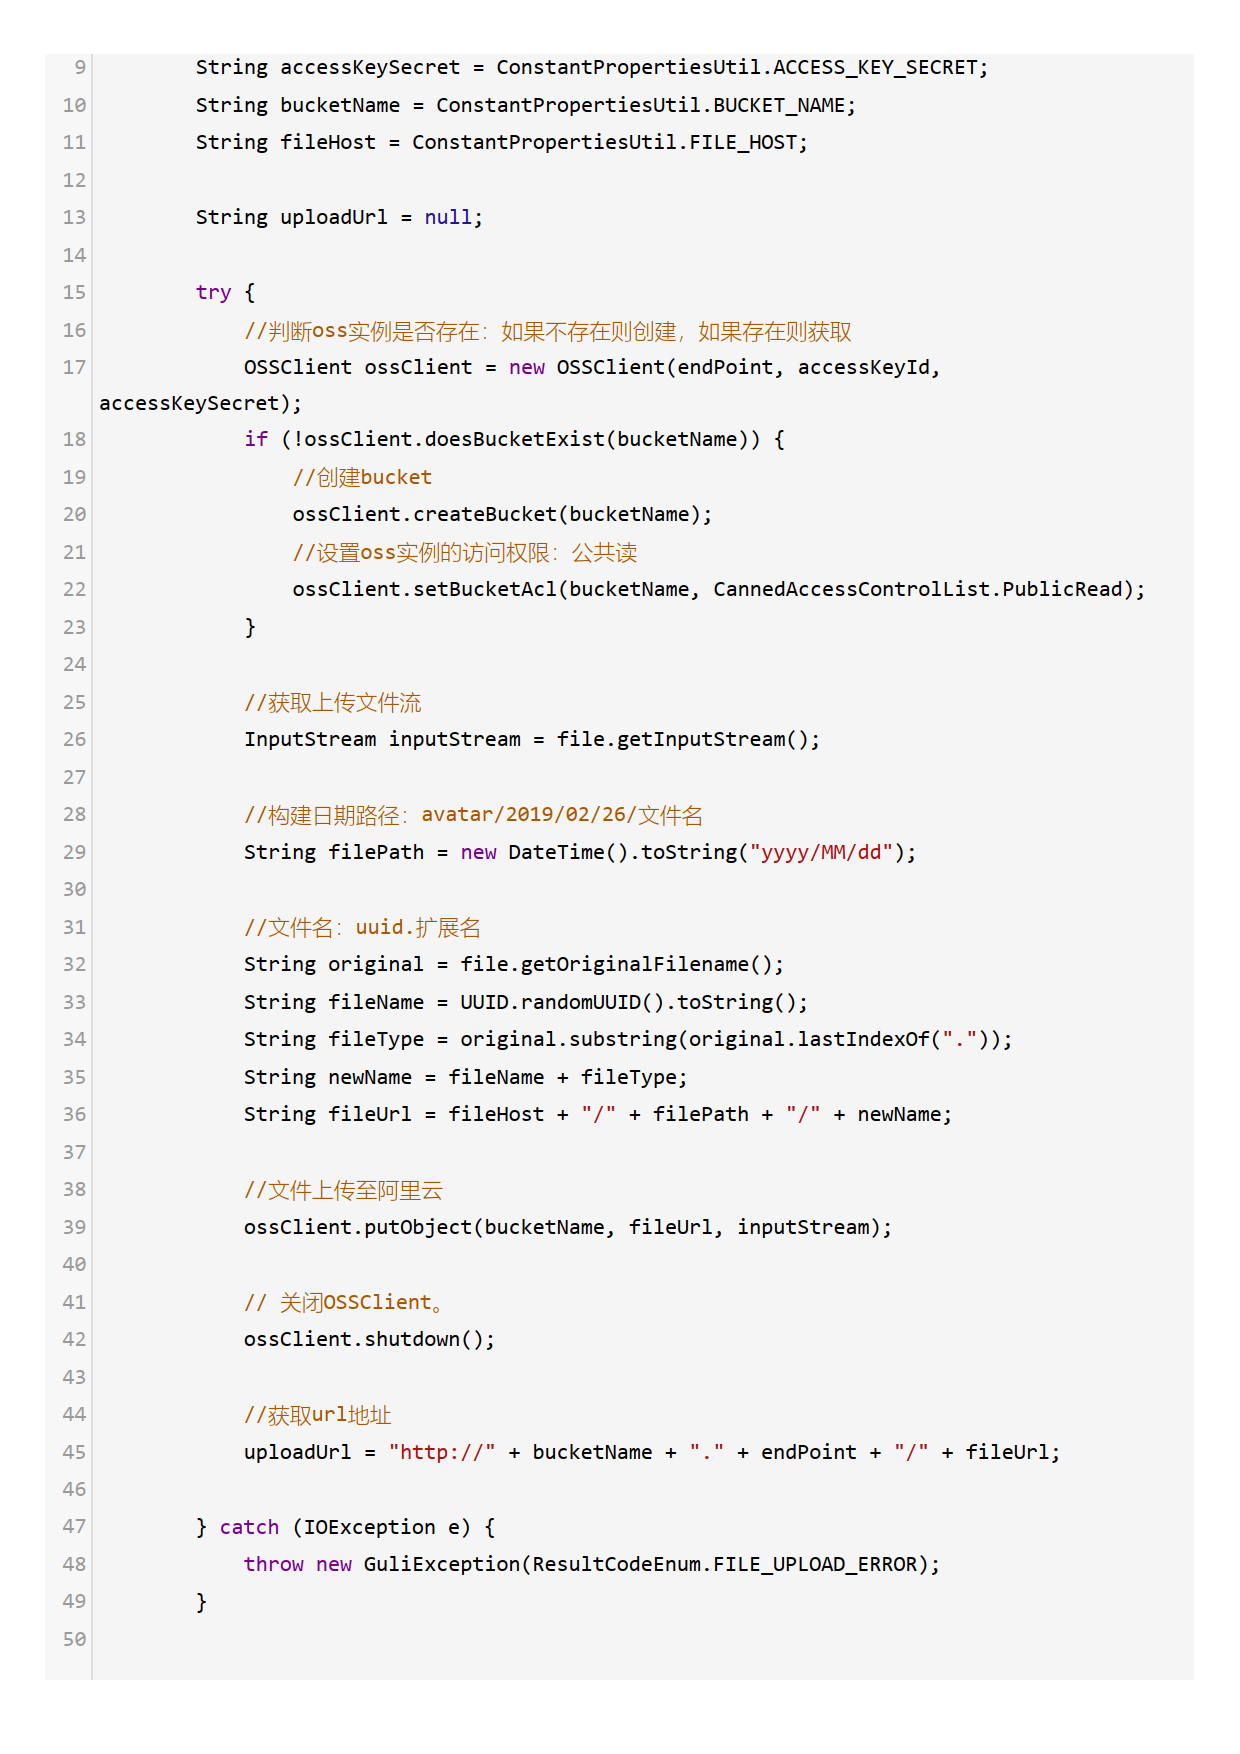 9 String accessKeySecret = ConstantPropertiesUtil.ACCESS_KEY_SECRET;
10 String bucketName = ConstantPropertiesUtil.BUCKET_NAME;
11 String fileHost = ConstantPropertiesUtil.FILE_HOST;
12
13 String uploadUrl = null;
14
15 try {
16 //判断oss实例是否存在：如果不存在则创建，如果存在则获取
17 OSSClient ossClient = new OSSClient(endPoint, accessKeyId,
accessKeySecret);
18 if (!ossClient.doesBucketExist(bucketName)) {
19 //创建bucket
20 ossClient.createBucket(bucketName);
21 //设置oss实例的访问权限：公共读
22 ossClient.setBucketAcl(bucketName, CannedAccessControlList.PublicRead);
23 }
24
25 //获取上传文件流
26 InputStream inputStream = file.getInputStream();
27
28 //构建日期路径：avatar/2019/02/26/文件名
29 String filePath = new DateTime().toString("yyyy/MM/dd");
30
31 //文件名：uuid.扩展名
32 String original = file.getOriginalFilename();
33 String fileName = UUID.randomUUID().toString();
34 String fileType = original.substring(original.lastIndexOf("."));
35 String newName = fileName + fileType;
36 String fileUrl = fileHost + "/" + filePath + "/" + newName;
37
38 //文件上传至阿里云
39 ossClient.putObject(bucketName, fileUrl, inputStream);
40
41 // 关闭OSSClient。
42 ossClient.shutdown();
43
44 //获取url地址
45 uploadUrl = "http://" + bucketName + "." + endPoint + "/" + fileUrl;
46
47 } catch (IOException e) {
48 throw new GuliException(ResultCodeEnum.FILE_UPLOAD_ERROR);
49 }
50